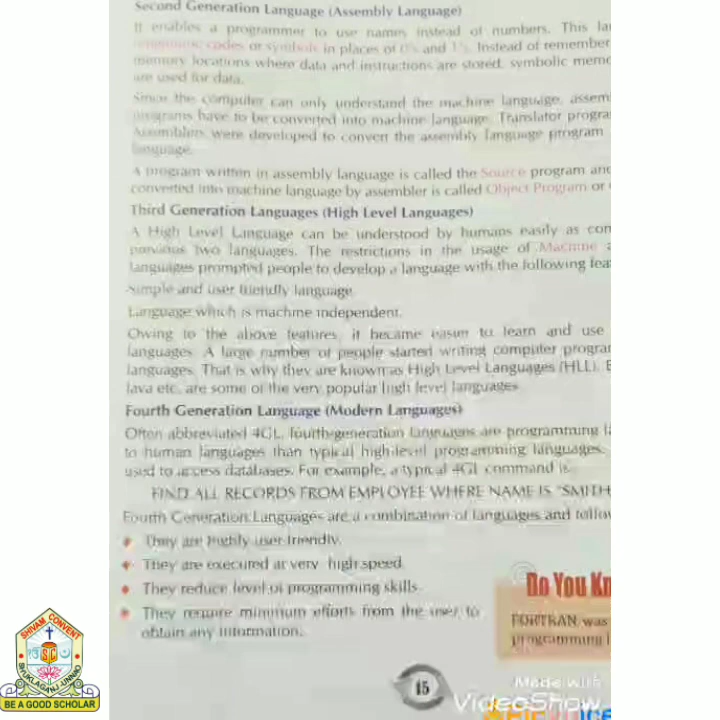 Second Generation Language (Assembly Language)
It enables a programmer to use names instead of numbers. This la
mnemonic codes or symbols in places of 0's and 1's. Instead of remember
memory locations where data and instructions are stored, symbolic memo
are used for data.
Since the computer can only understand the machine language, assem
programs have to be converted into machine language. Translator progra
Assemblers were developed to convert the assembly language program
language.
A program written in assembly language is called the Source program and
converted into machine language by assembler is called Object Program or
Third Generation Languages (High Level Languages)
A High Level Language can be understood by humans easily as com
previous two languages. The restrictions in the usage of Machine a
languages prompted people to develop a language with the following fea
Simple and user friendly language.
Language which is machine independent.
Owing to the above features, it became easier to learn and use
languages. A large number of people started writing computer progra
languages. That is why they are known as High Level Languages (HLL).
Java etc. are some of the very popular high level languages.
Fourth Generation Language (Modern Languages)
Often abbreviated 4GL, fourth-generation languages are programming la
to human languages than typical high-level programming languages.
used to access databases. For example, a typical 4GL command is
FIND ALL RECORDS FROM EMPLOYEE WHERE NAME IS "SMITH
Fourth Generation Languages are a combination of languages and follow
They are highly user friendly.
They are executed at very high speed.
They reduce level of programming skills.
They require minimum efforts from the user to
obtain any information.
Do You Kn
FORTRAN was
programming l
15
Made with
VideoShow
SHIVAM CONVENT
SHUKLAGANJ-UNNAO
BE A GOOD SCHOLAR